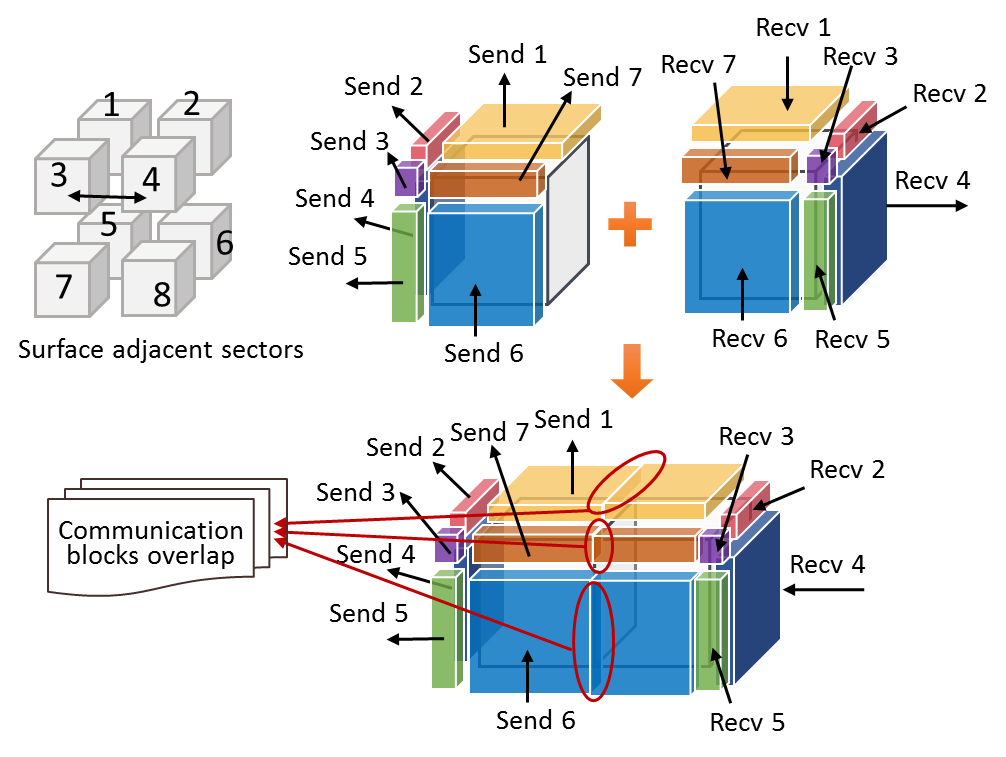 1
2
3
4
5
6
7
8
Surface adjacent sectors
Send 1
Send 2
Send 7
Send 3
Send 4
Send 5
Send 6
Recv 1
Recv 3
Recv 7
Recv 2
Recv 4
Recv 6
Recv 5
Send 1
Send 7
Send 2
Send 3
Send 4
Send 5
Send 6
Recv 3
Recv 2
Recv 4
Recv 5
Communication
blocks overlap